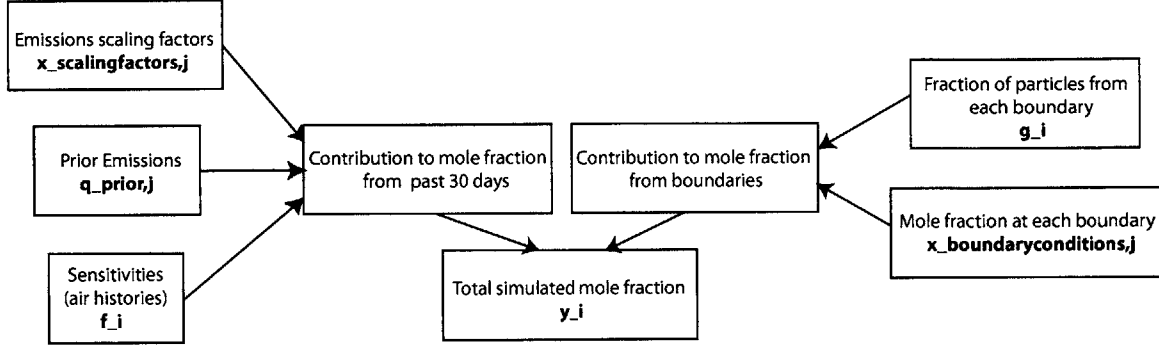 Emissions scaling factors
x_scalingfactors,j
Prior Emissions
q_prior,j
Sensitivities
(air histories)
f_i
Contribution to mole fraction
from past 30 days
Contribution to mole fraction
from boundaries
Fraction of particles from
each boundary
g_i
Mole fraction at each boundary
x_boundaryconditions,j
Total simulated mole fraction
y_i